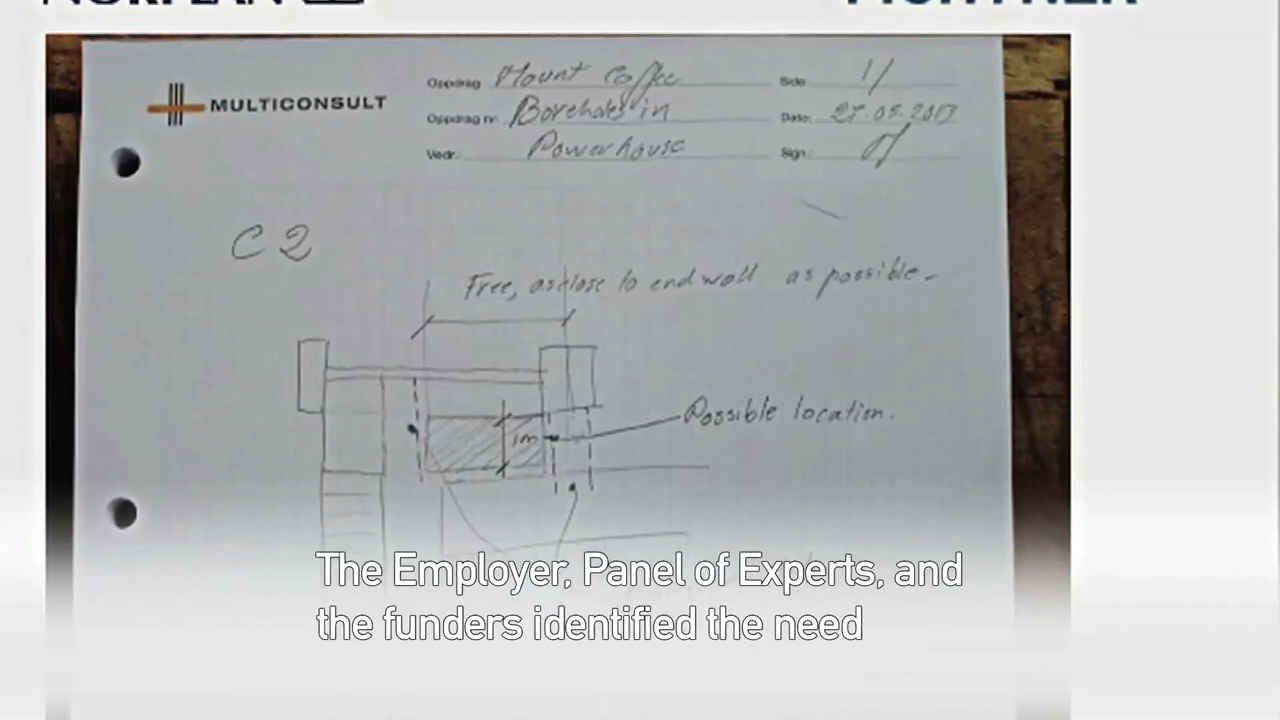 MULTICONSULT
Oppdrag: Mount Coffee
Side: 1/
Oppdrag nr: Boreholes in
Dato:
Vedr: Powerhouse
Sign:
C2
Free, as close to end wall as possible.
1m
Possible location.
The Employer, Panel of Experts, and
the funders identified the need